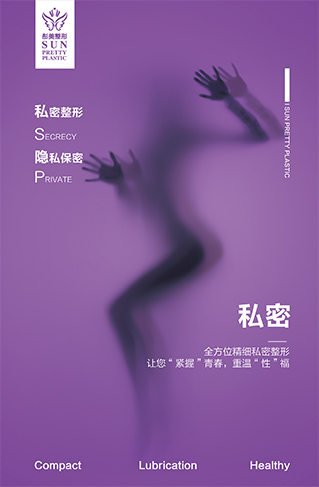 彤美整形
SUN
PRETTY
PLASTIC
私密整形
SECRECY
隐私保密
PRIVATE
I SUN PRETTY PLASTIC
私密
全方位精细私密整形
让您“紧握”青春，重温“性”福
Compact Lubrication Healthy